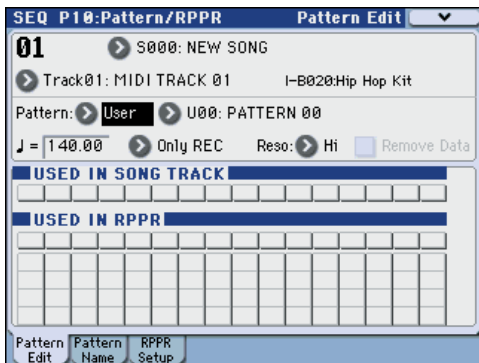 SEQ P10:Pattern/RPPR Pattern Edit
01 S000: NEW SONG
Track01: MIDI TRACK 01 I-B020:Hip Hop Kit
Pattern: User U00: PATTERN 00
♩= 140.00 Only REC Reso: Hi Remove Data
USED IN SONG TRACK
USED IN RPPR
Pattern Edit Pattern Name RPPR Setup